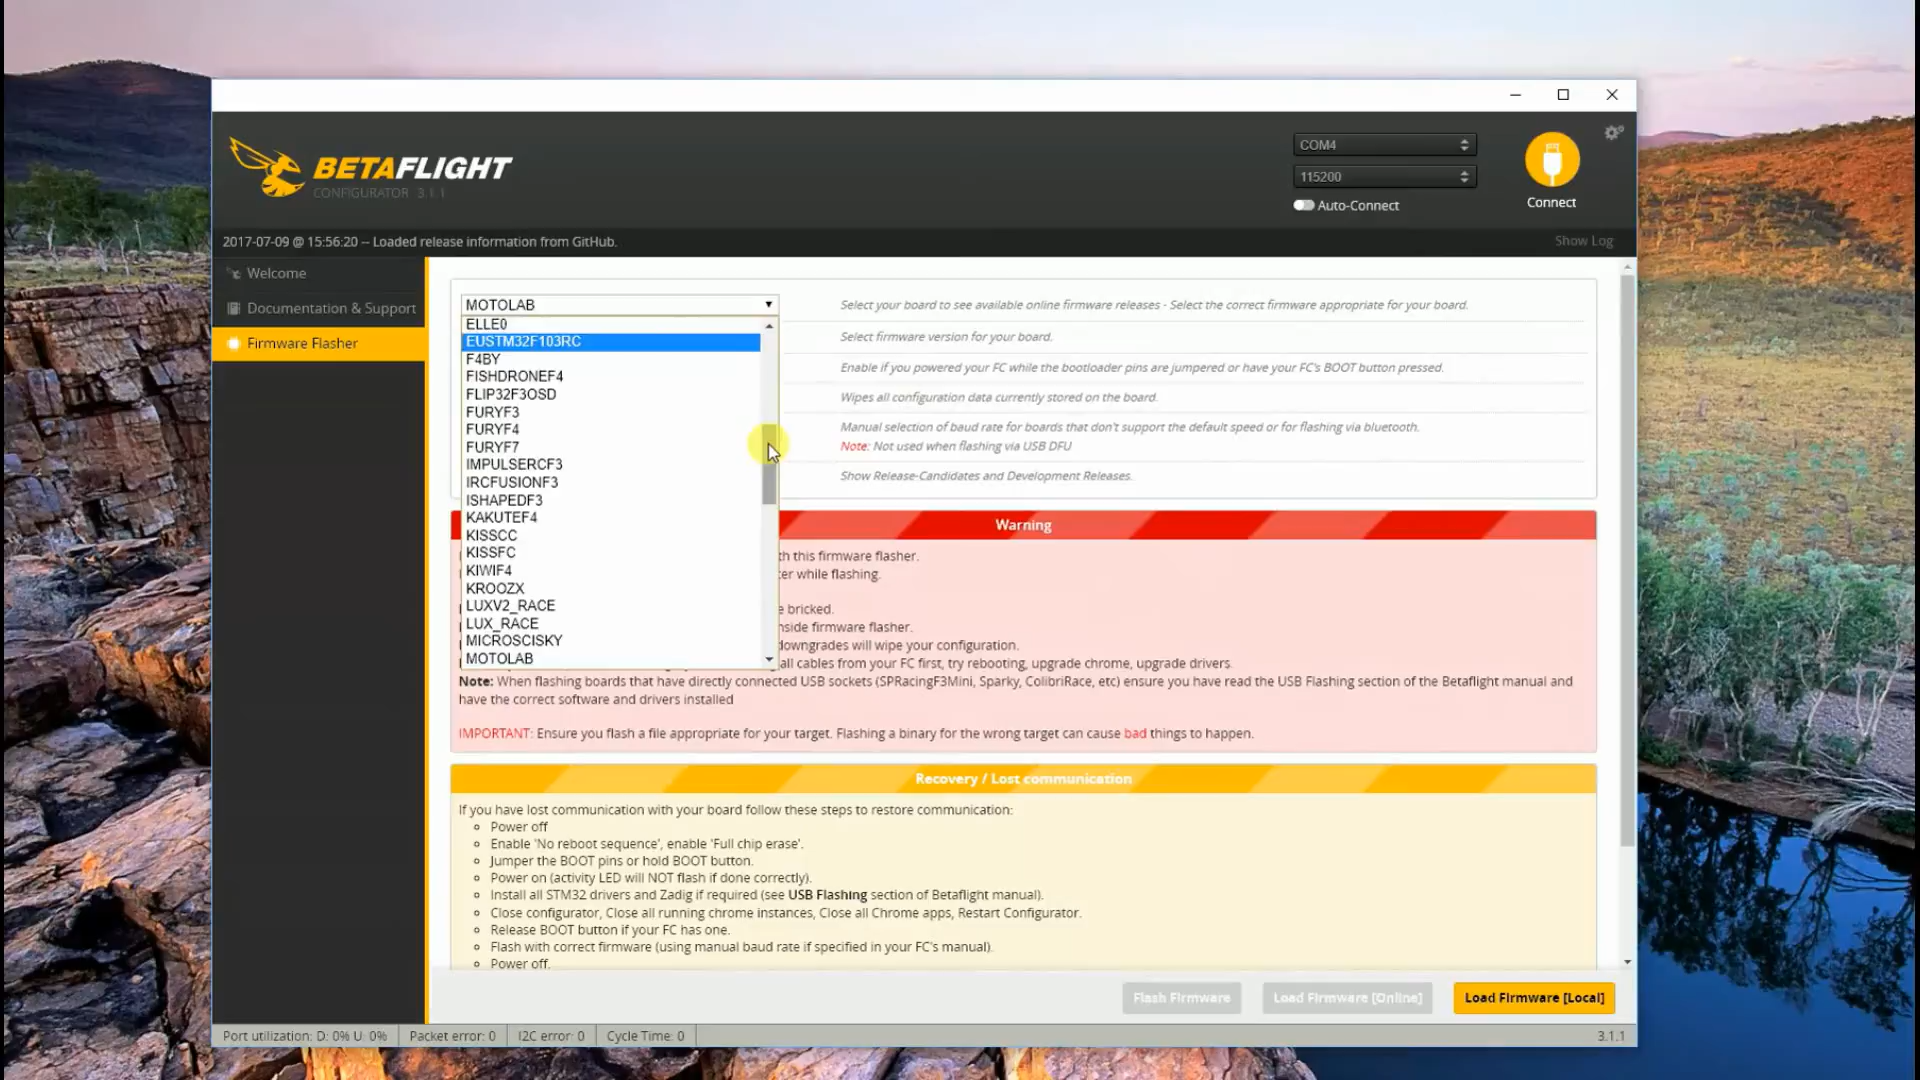 BETAFLIGHT
CONFIGURATOR 3.1.1
COM4
115200
Auto-Connect
Connect
2017-07-09 @ 15:56:20 -- Loaded release information from GitHub.
Show Log
Welcome
Documentation & Support
Firmware Flasher
MOTOLAB
ELLE0
EUSTM32F103RC
F4BY
FISHDRONEF4
FLIP32F3OSD
FURYF3
FURYF4
FURYF7
IMPULSERCF3
IRCFUSIONF3
ISHAPEDF3
KAKUTEF4
KISSCC
KISSFC
KIWIF4
KROOZX
LUXV2_RACE
LUX_RACE
MICROSCISKY
MOTOLAB
Select your board to see available online firmware releases - Select the correct firmware appropriate for your board.
Select firmware version for your board.
Enable if you powered your FC while the bootloader pins are jumpered or have your FC's BOOT button pressed.
Wipes all configuration data currently stored on the board.
Manual selection of baud rate for boards that don't support the default speed or for flashing via bluetooth.
Note: Not used when flashing via USB DFU
Show Release-Candidates and Development Releases.
Warning
this firmware flasher.
while flashing.
bricked.
firmware flasher.
downgrades will wipe your configuration.
all cables from your FC first, try rebooting, upgrade chrome, upgrade drivers.
Note: When flashing boards that have directly connected USB sockets (SPRacingF3Mini, Sparky, ColibriRace, etc) ensure you have read the USB Flashing section of the Betaflight manual and
have the correct software and drivers installed
IMPORTANT: Ensure you flash a file appropriate for your target. Flashing a binary for the wrong target can cause bad things to happen.
Recovery / Lost communication
If you have lost communication with your board follow these steps to restore communication:
Power off
Enable 'No reboot sequence', enable 'Full chip erase'.
Jumper the BOOT pins or hold BOOT button.
Power on (activity LED will NOT flash if done correctly).
Install all STM32 drivers and Zadig if required (see USB Flashing section of Betaflight manual).
Close configurator, Close all running chrome instances, Close all Chrome apps, Restart Configurator.
Release BOOT button if your FC has one.
Flash with correct firmware (using manual baud rate if specified in your FC's manual).
Power off.
Flash Firmware
Load Firmware [Online]
Load Firmware [Local]
Port utilization: D: 0% U: 0%
Packet error: 0
I2C error: 0
Cycle Time: 0
3.1.1